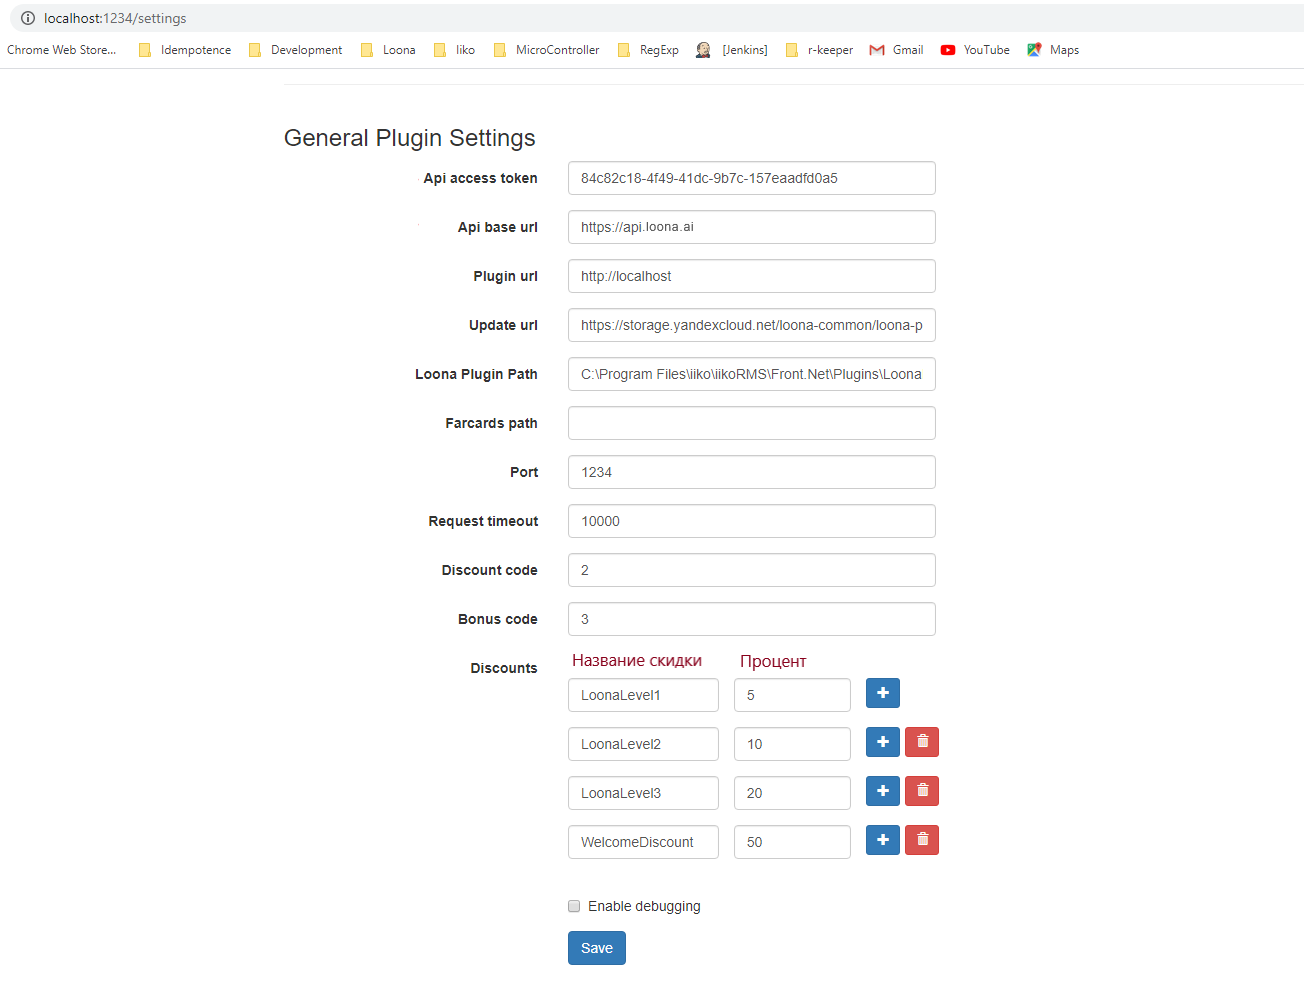 localhost:1234/settings
Chrome Web Store... Idempotence Development Loona Iiko MicroController RegExp [Jenkins] r-keeper Gmail YouTube Maps
General Plugin Settings
Api access token 84c82c18-4f49-41dc-9b7c-157eaadfd0a5
Api base url https://api.loona.ai
Plugin url http://localhost
Update url https://storage.yandexcloud.net/loona-common/loona-p
Loona Plugin Path C:\Program Files\iiko\iikoRMS\Front.Net\Plugins\Loona
Farcards path
Port 1234
Request timeout 10000
Discount code 2
Bonus code 3
Discounts Название скидки Процент
LoonaLevel1 5
LoonaLevel2 10
LoonaLevel3 20
WelcomeDiscount 50
Enable debugging
Save